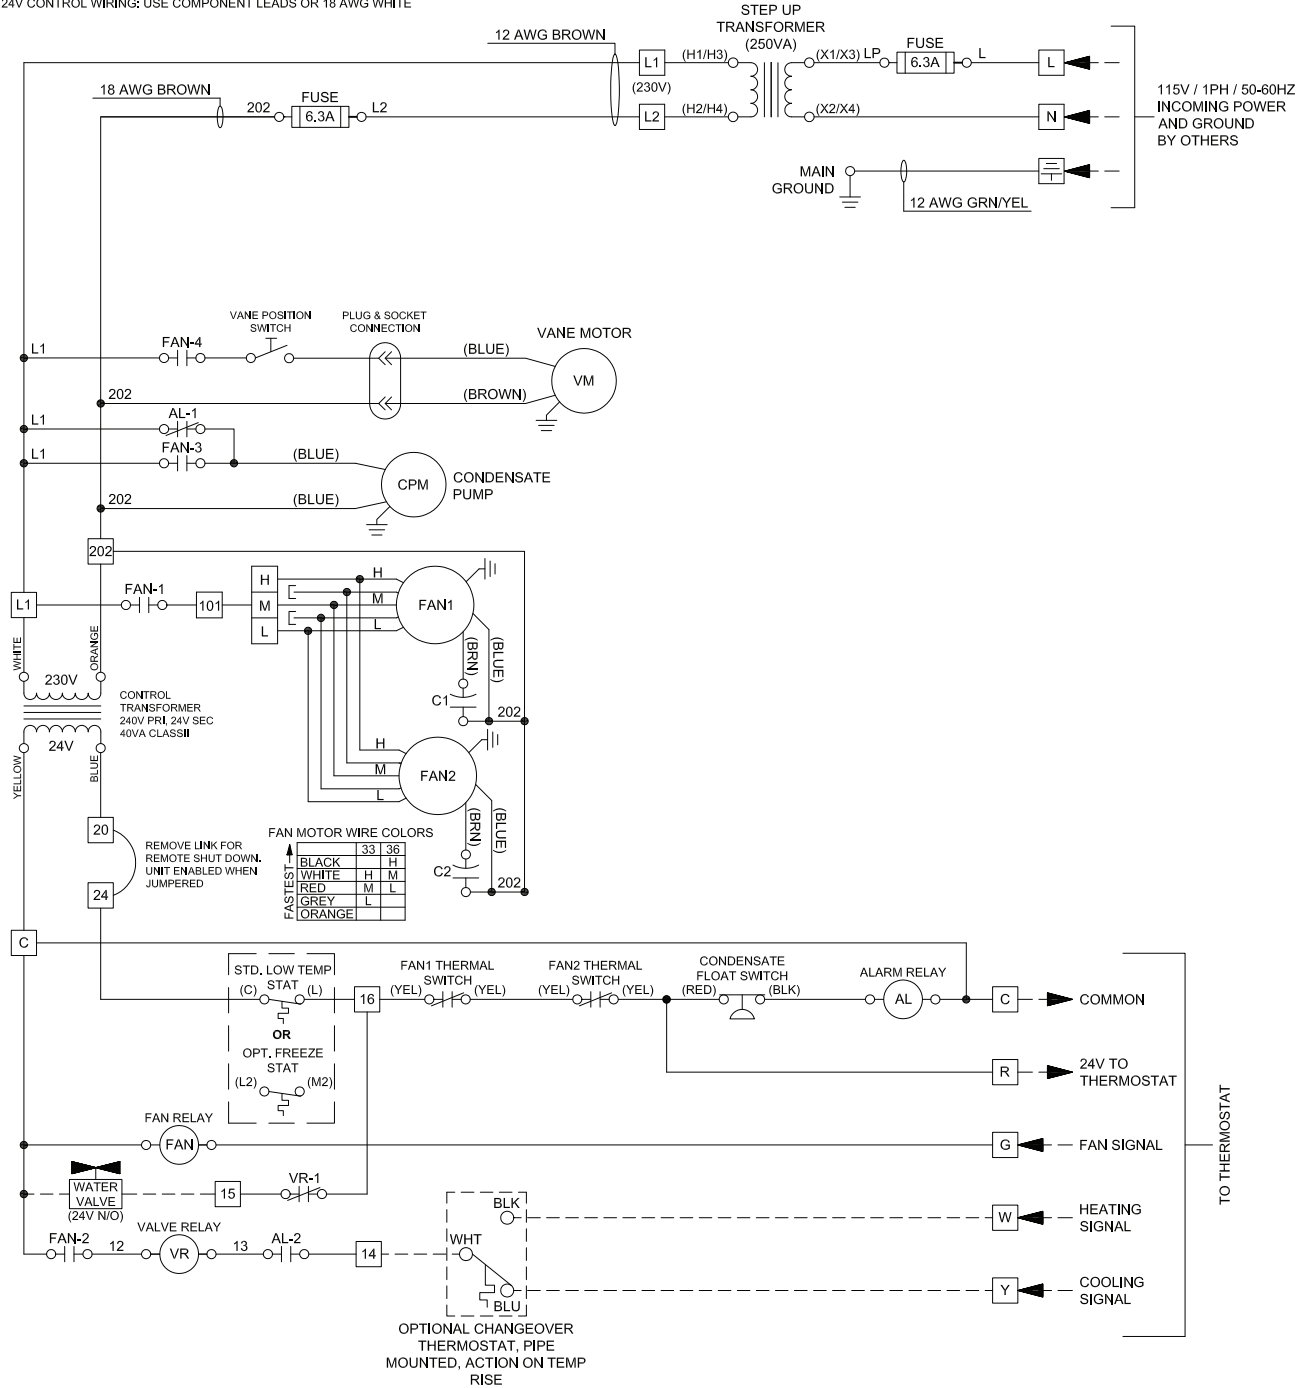 24V CONTROL WIRING: USE COMPONENT LEADS OR 18 AWG WHITE
STEP UP
TRANSFORMER
(250VA)
12 AWG BROWN
L1
(230V)
(H1/H3)
(X1/X3)
LP
FUSE
6.3A
L
L
18 AWG BROWN
202
FUSE
6.3A
L2
L2
(H2/H4)
(X2/X4)
N
115V / 1PH / 50-60HZ
INCOMING POWER
AND GROUND
BY OTHERS
MAIN
GROUND
12 AWG GRN/YEL
VANE POSITION
SWITCH
PLUG & SOCKET
CONNECTION
VANE MOTOR
L1
FAN-4
(BLUE)
VM
202
(BROWN)
L1
AL-1
L1
FAN-3
(BLUE)
CPM
CONDENSATE
PUMP
202
(BLUE)
202
L1
FAN-1
101
H
M
L
H
M
L
FAN1
(BRN)
(BLUE)
C1
202
WHITE
ORANGE
230V
CONTROL
TRANSFORMER
240V PRI, 24V SEC
40VA CLASSII
24V
YELLOW
BLUE
H
M
L
FAN2
(BRN)
(BLUE)
C2
202
20
REMOVE LINK FOR
REMOTE SHUT DOWN.
UNIT ENABLED WHEN
JUMPERED
24
FAN MOTOR WIRE COLORS
FASTEST
33 36
BLACK H
WHITE H M
RED M L
GREY L
ORANGE
C
STD. LOW TEMP
STAT
(C) (L)
OR
OPT. FREEZE
STAT
(L2) (M2)
16
FAN1 THERMAL
SWITCH
(YEL) (YEL)
FAN2 THERMAL
SWITCH
(YEL) (YEL)
CONDENSATE
FLOAT SWITCH
(RED) (BLK)
ALARM RELAY
AL
C
COMMON
R
24V TO
THERMOSTAT
FAN RELAY
FAN
G
FAN SIGNAL
TO THERMOSTAT
WATER
VALVE
(24V N/O)
15
VR-1
BLK
W
HEATING
SIGNAL
FAN-2
12
VALVE RELAY
VR
13
AL-2
14
WHT
BLU
Y
COOLING
SIGNAL
OPTIONAL CHANGEOVER
THERMOSTAT, PIPE
MOUNTED, ACTION ON TEMP
RISE